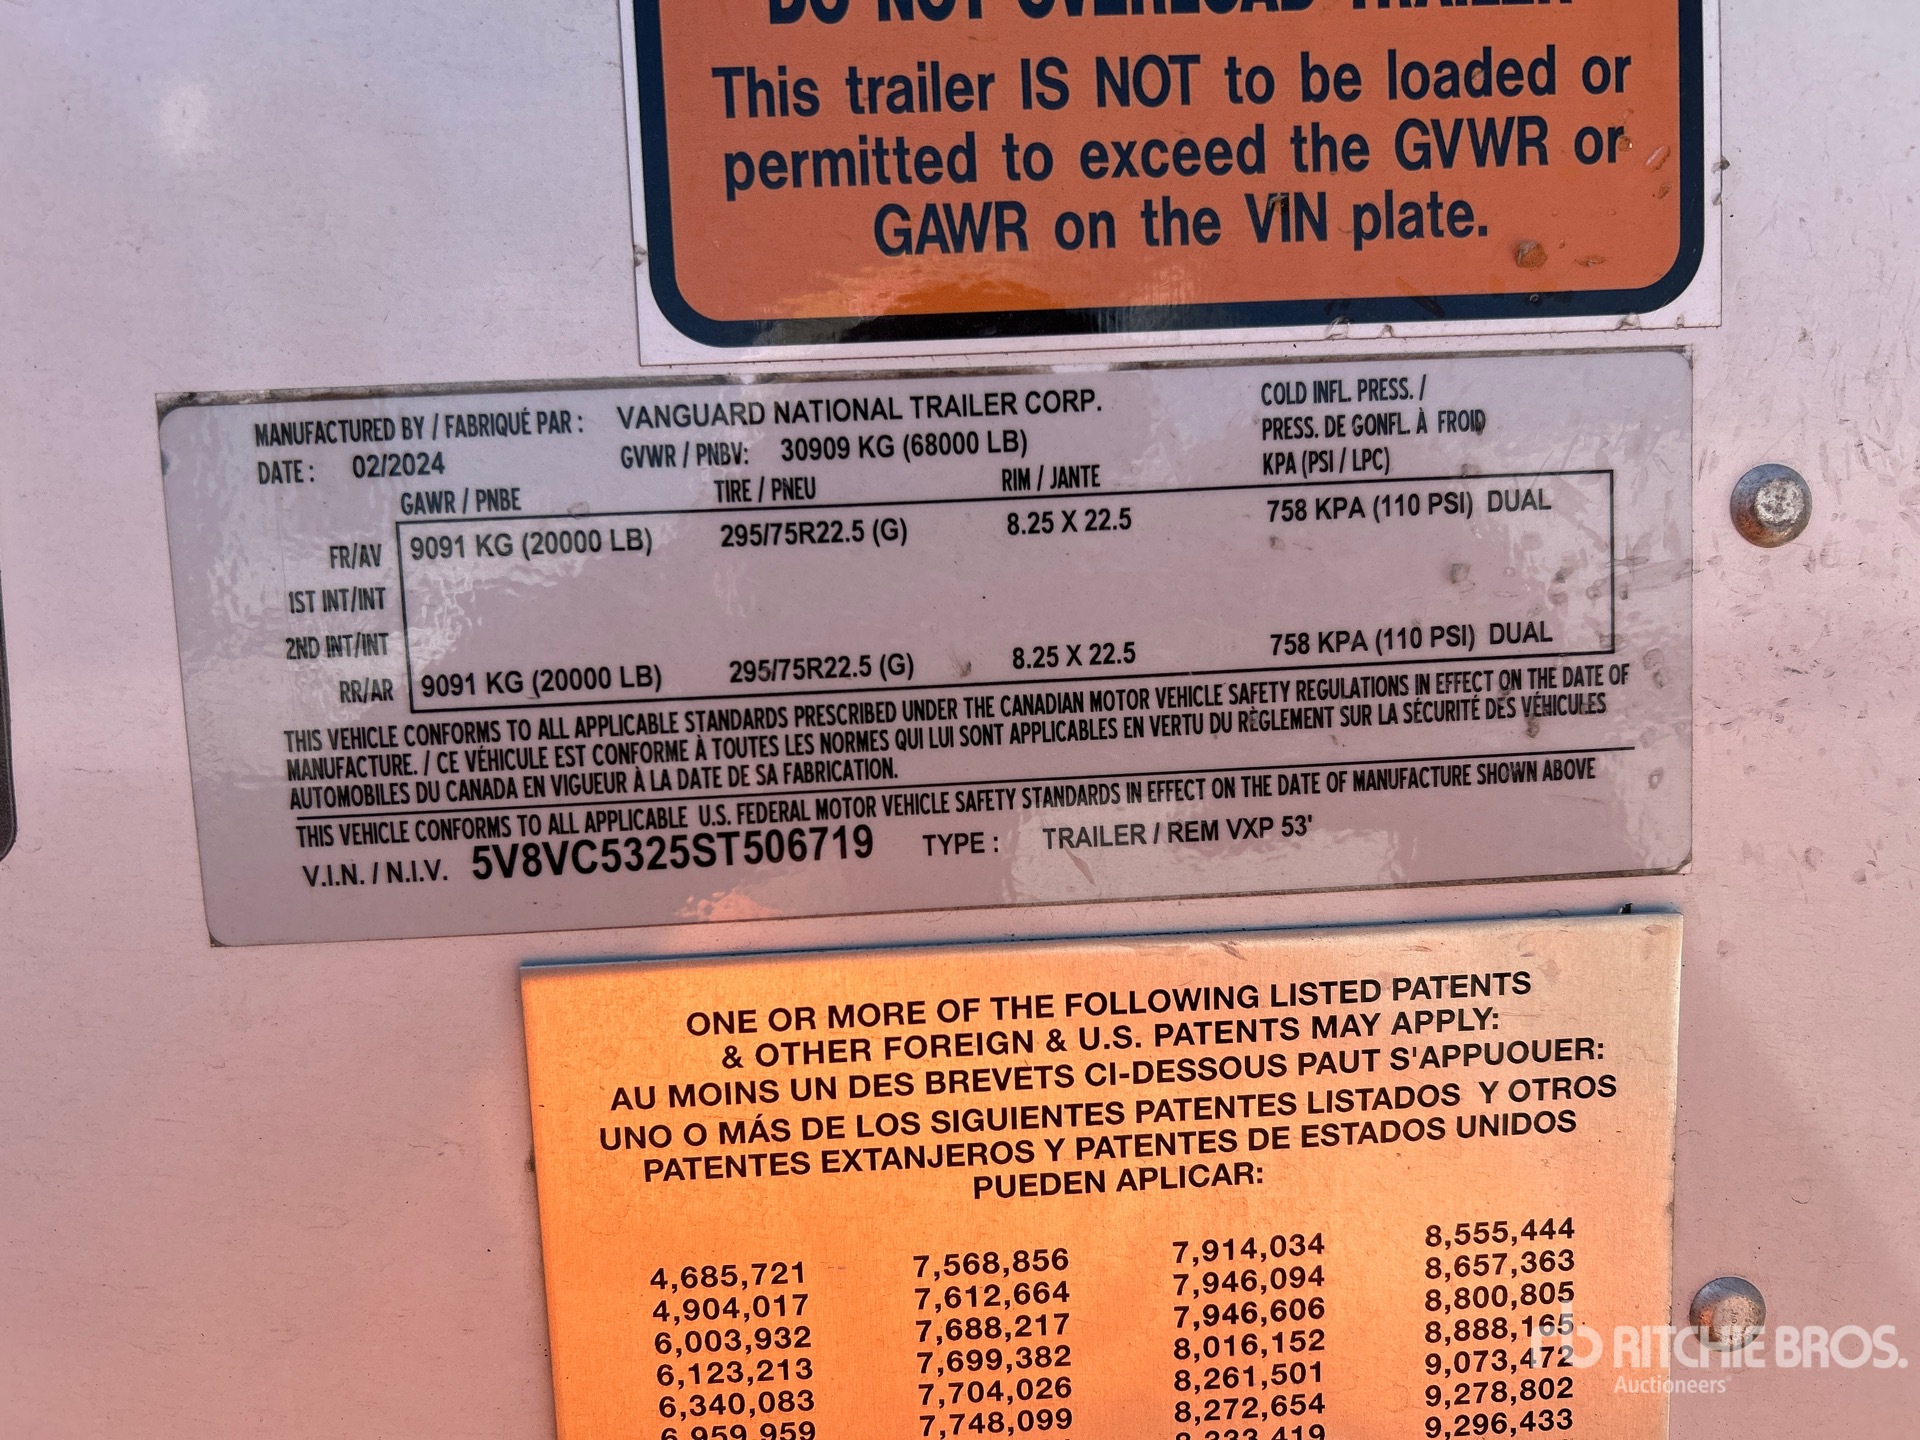 DO NOT OVERLOAD TRAILER
This trailer IS NOT to be loaded or
permitted to exceed the GVWR or
GAWR on the VIN plate.
MANUFACTURED BY / FABRIQUÉ PAR : VANGUARD NATIONAL TRAILER CORP. COLD INFL. PRESS. /
DATE : 02/2024 GVWR / PNBV: 30909 KG (68000 LB) PRESS. DE GONFL. À FROID
GAWR / PNBE TIRE / PNEU RIM / JANTE KPA (PSI / LPC)
FR/AV 9091 KG (20000 LB) 295/75R22.5 (G) 8.25 X 22.5 758 KPA (110 PSI) DUAL
1ST INT/INT
2ND INT/INT
RR/AR 9091 KG (20000 LB) 295/75R22.5 (G) 8.25 X 22.5 758 KPA (110 PSI) DUAL
THIS VEHICLE CONFORMS TO ALL APPLICABLE STANDARDS PRESCRIBED UNDER THE CANADIAN MOTOR VEHICLE SAFETY REGULATIONS IN EFFECT ON THE DATE OF
MANUFACTURE. / CE VÉHICULE EST CONFORME À TOUTES LES NORMES QUI LUI SONT APPLICABLES EN VERTU DU RÈGLEMENT SUR LA SÉCURITÉ DES VÉHICULES
AUTOMOBILES DU CANADA EN VIGUEUR À LA DATE DE SA FABRICATION.
THIS VEHICLE CONFORMS TO ALL APPLICABLE U.S. FEDERAL MOTOR VEHICLE SAFETY STANDARDS IN EFFECT ON THE DATE OF MANUFACTURE SHOWN ABOVE
V.I.N. / N.I.V. 5V8VC5325ST506719 TYPE : TRAILER / REM VXP 53'
ONE OR MORE OF THE FOLLOWING LISTED PATENTS
& OTHER FOREIGN & U.S. PATENTS MAY APPLY:
AU MOINS UN DES BREVETS CI-DESSOUS PAUT S'APPUOUER:
UNO O MÁS DE LOS SIGUIENTES PATENTES LISTADOS Y OTROS
PATENTES EXTANJEROS Y PATENTES DE ESTADOS UNIDOS
PUEDEN APLICAR:
4,685,721 7,568,856 7,914,034 8,555,444
4,904,017 7,612,664 7,946,094 8,657,363
6,003,932 7,688,217 7,946,606 8,800,805
6,123,213 7,699,382 8,016,152 8,888,165
6,340,083 7,704,026 8,261,501 9,073,472
6,959,959 7,748,099 8,272,654 9,278,802
8,333,419 9,296,433
RITCHIE BROS.
Auctioneers